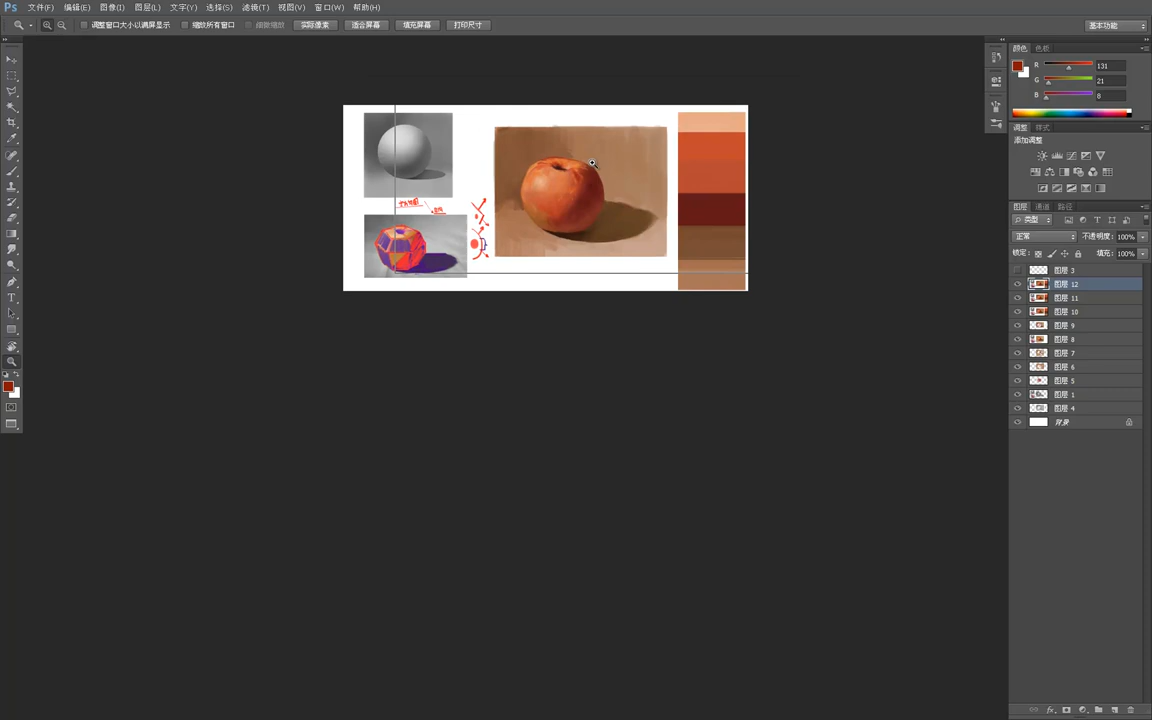 Ps 文件(F) 编辑(E) 图像(I) 图层(L) 文字(Y) 选择(S) 滤镜(T) 视图(V) 窗口(W) 帮助(H)
调整窗口大小以满屏显示 缩放所有窗口 细微缩放 实际像素 适合屏幕 填充屏幕 打印尺寸 基本功能
颜色 色板
R 131
G 21
B 8
调整 样式
添加调整
图层 通道 路径
类型
正常 不透明度: 100%
锁定: 填充: 100%
图层 3
图层 12
图层 11
图层 10
图层 9
图层 8
图层 7
图层 6
图层 5
图层 1
图层 4
背景
fx